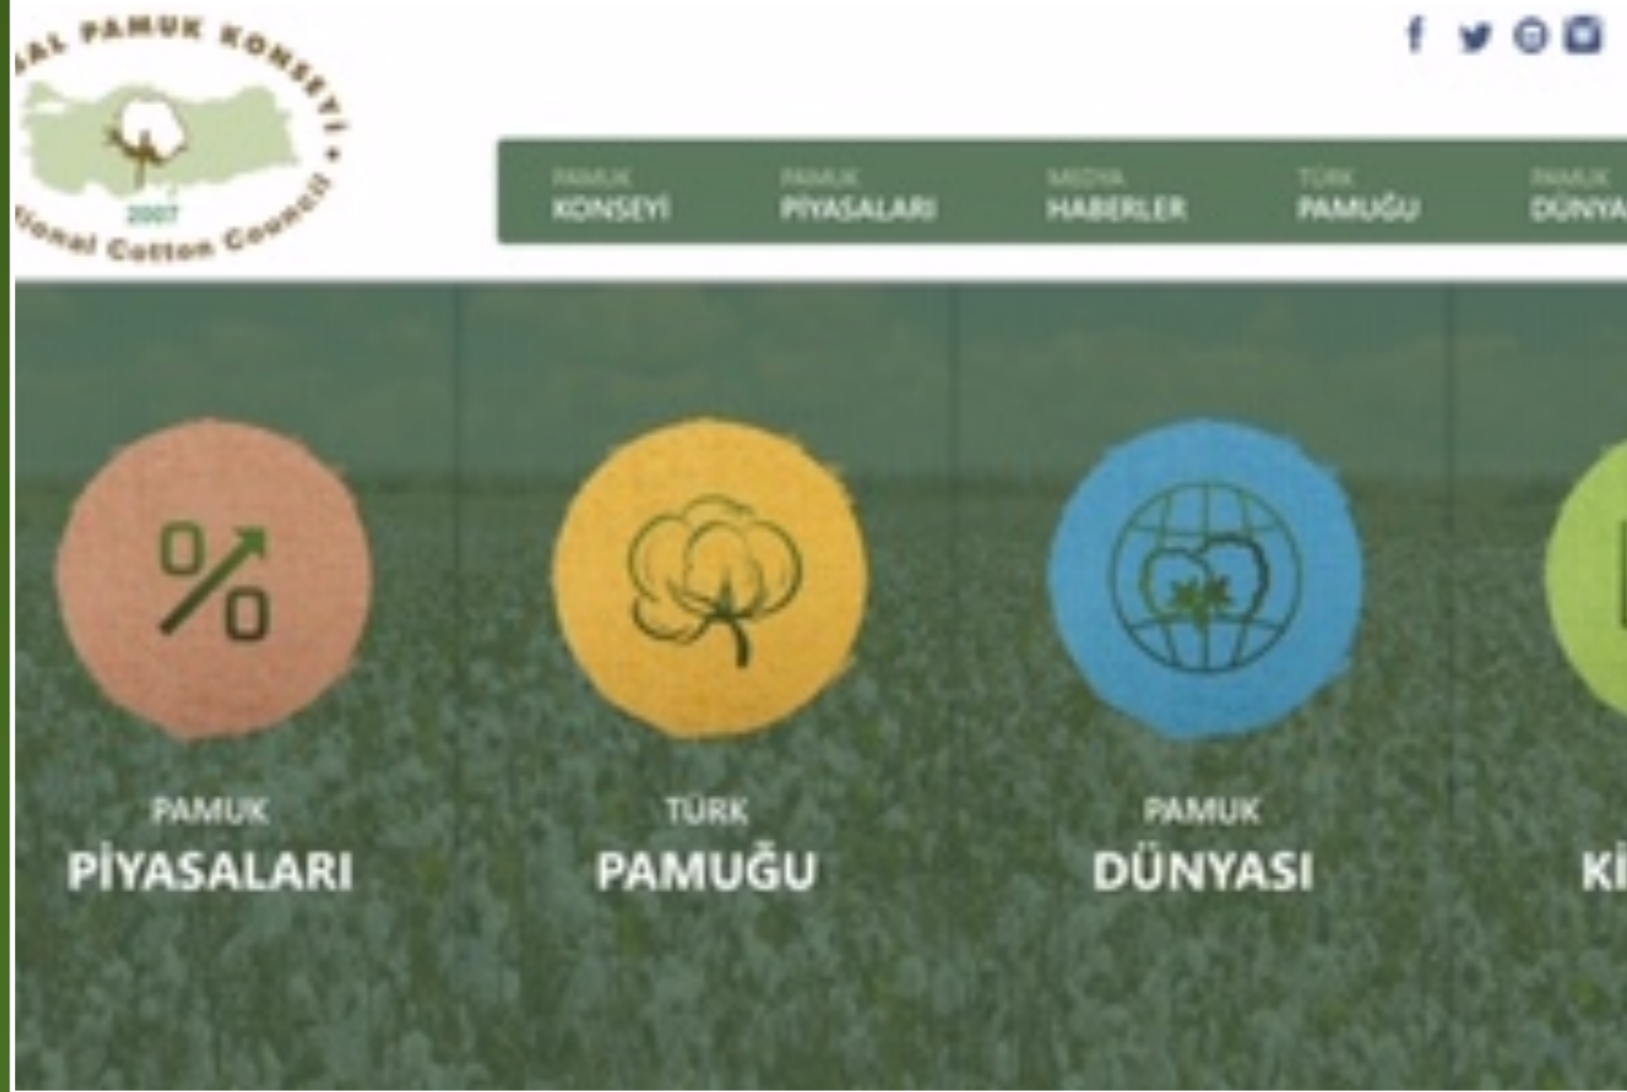 PAMUK KONSEYİ •
2007
Cotton Council
PAMUK
KONSEYİ
PAMUK
PİYASALARI
MEDYA
HABERLER
TÜRK
PAMUĞU
PAMUK
PAMUK
PİYASALARI
TÜRK
PAMUĞU
PAMUK
DÜNYASI